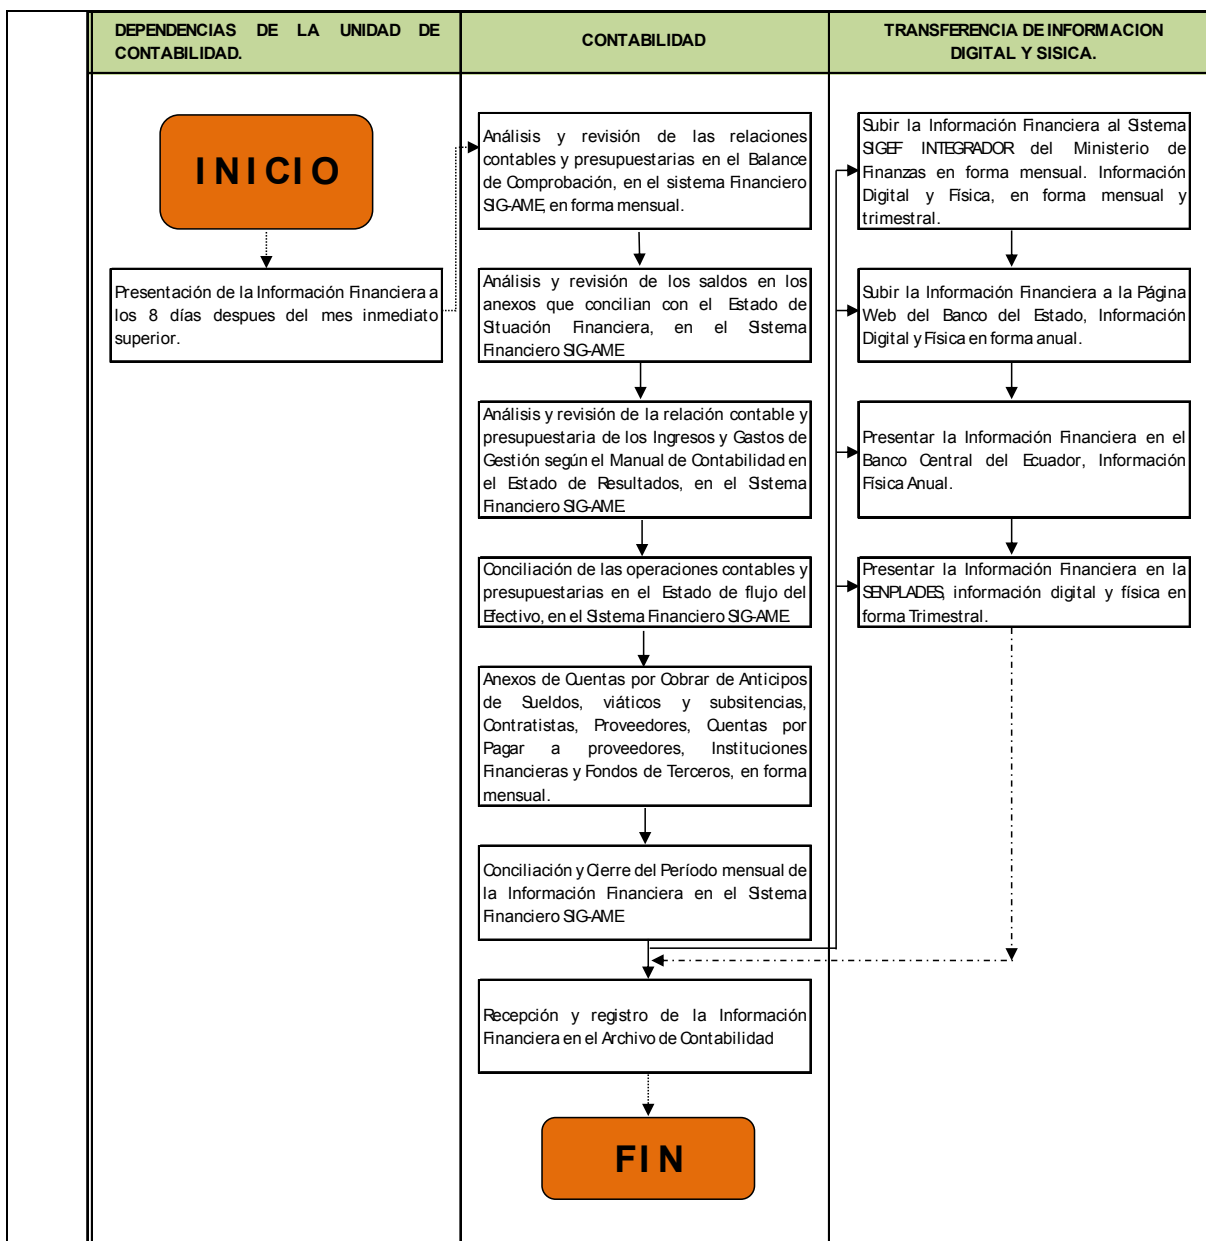 DEPENDENCIAS DE LA UNIDAD DE
CONTABILIDAD.
CONTABILIDAD
TRANSFERENCIA DE INFORMACION
DIGITAL Y SISICA.
INICIO
Presentación de la Información Financiera a
los 8 días despues del mes inmediato
superior.
Análisis y revisión de las relaciones
contables y presupuestarias en el Balance
de Comprobación, en el sistema Financiero
SIG-AME, en forma mensual.
Análisis y revisión de los saldos en los
anexos que concilian con el Estado de
Situación Financiera, en el Sistema
Financiero SIG-AME
Análisis y revisión de la relación contable y
presupuestaria de los Ingresos y Gastos de
Gestión según el Manual de Contabilidad en
el Estado de Resultados, en el Sistema
Financiero SIG-AME.
Conciliación de las operaciones contables y
presupuestarias en el Estado de flujo del
Efectivo, en el Sistema Financiero SIG-AME.
Anexos de Cuentas por Cobrar de Anticipos
de Sueldos, viáticos y subsitencias,
Contratistas, Proveedores, Cuentas por
Pagar a proveedores, Instituciones
Financieras y Fondos de Terceros, en forma
mensual.
Conciliación y Cierre del Período mensual de
la Información Financiera en el Sistema
Financiero SIG-AME
Recepción y registro de la Información
Financiera en el Archivo de Contabilidad
FIN
Subir la Información Financiera al Sistema
SIGEF INTEGRADOR del Ministerio de
Finanzas en forma mensual. Información
Digital y Física, en forma mensual y
trimestral.
Subir la Información Financiera a la Página
Web del Banco del Estado, Información
Digital y Física en forma anual.
Presentar la Información Financiera en el
Banco Central del Ecuador, Información
Física Anual.
Presentar la Información Financiera en la
SENPLADES, información digital y física en
forma Trimestral.